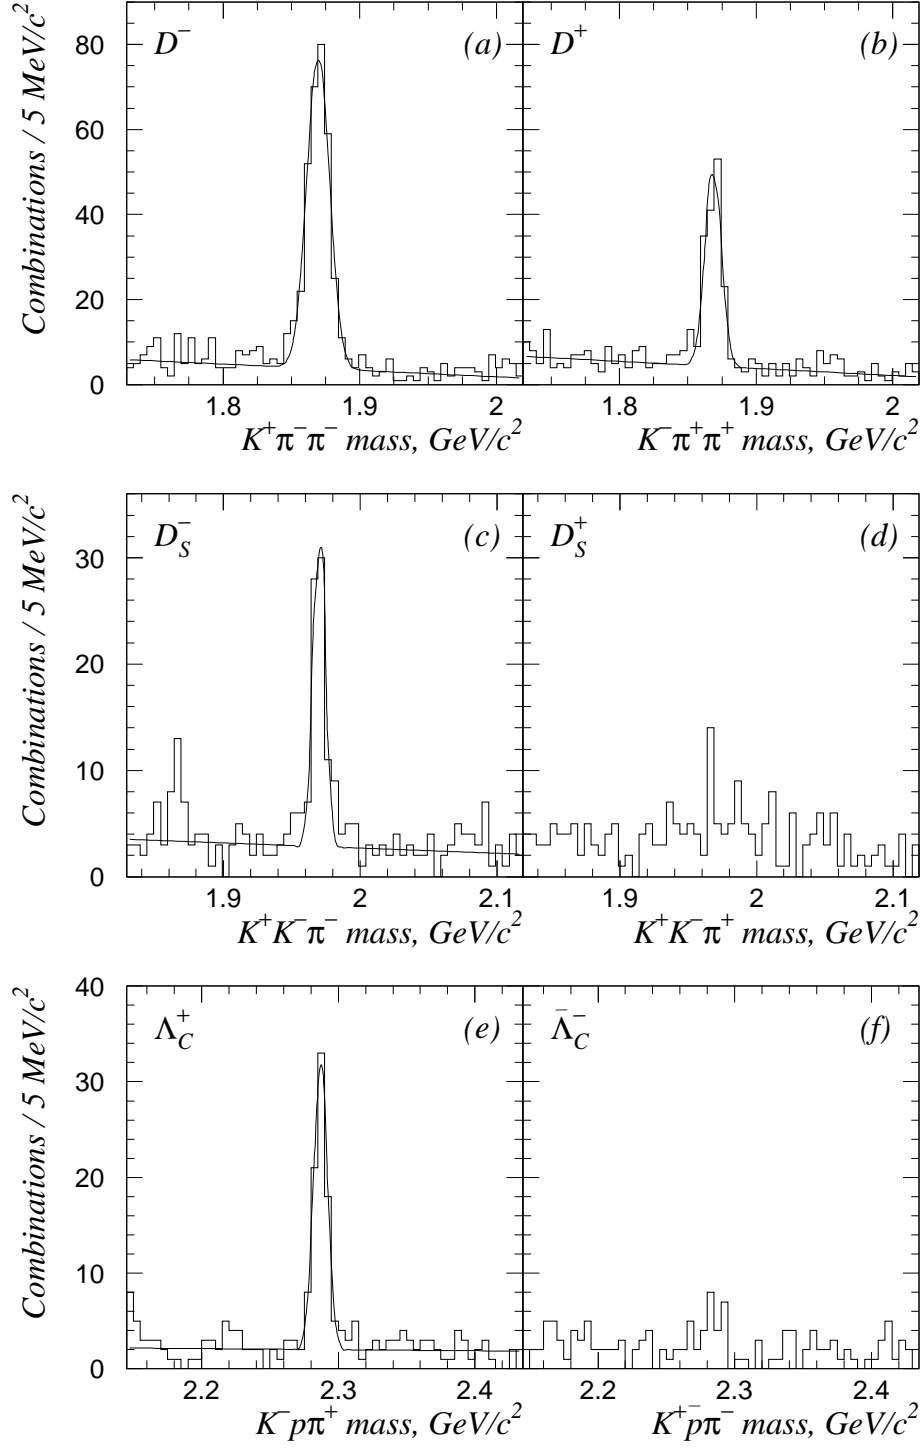 Combinations / 5 MeV/c²
D⁻ (a)
D⁺ (b)
80
60
40
20
0
1.8 1.9 2
1.8 1.9 2
K⁺π⁻π⁻ mass, GeV/c²
K⁻π⁺π⁺ mass, GeV/c²
Combinations / 5 MeV/c²
D_S⁻ (c)
D_S⁺ (d)
30
20
10
0
1.9 2 2.1
1.9 2 2.1
K⁺K⁻π⁻ mass, GeV/c²
K⁺K⁻π⁺ mass, GeV/c²
Combinations / 5 MeV/c²
Λ_C⁺ (e)
Λ̄_C⁻ (f)
40
30
20
10
0
2.2 2.3 2.4
2.2 2.3 2.4
K⁻pπ⁺ mass, GeV/c²
K⁺p̄π⁻ mass, GeV/c²